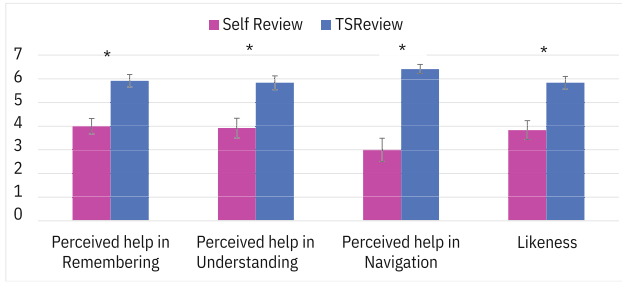 Self Review TSReview
* * * *
7
6
5
4
3
2
1
0
Perceived help in Remembering
Perceived help in Understanding
Perceived help in Navigation
Likeness